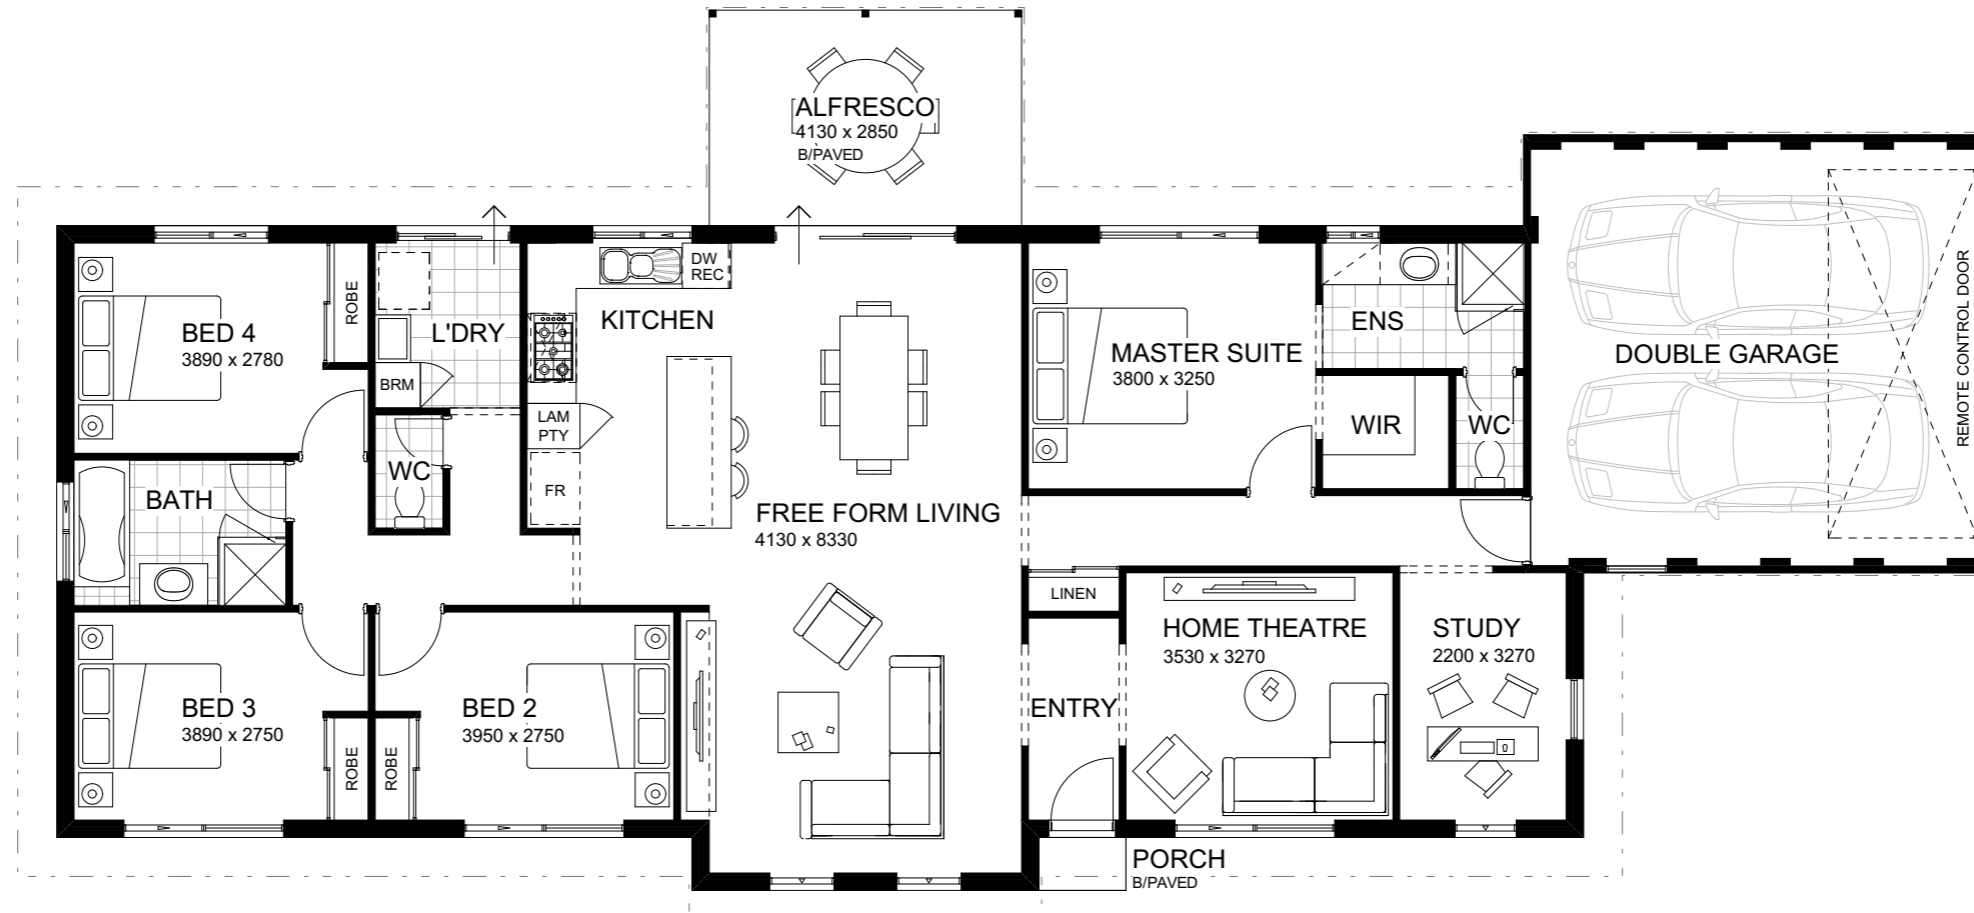 ALFRESCO
4130 x 2850
B/PAVED
BED 4
3890 x 2780
ROBE
L'DRY
BRM
KITCHEN
DW
REC
LAM
PTY
FR
WC
BATH
MASTER SUITE
3800 x 3250
ENS
WIR
WC
DOUBLE GARAGE
REMOTE CONTROL DOOR
FREE FORM LIVING
4130 x 8330
LINEN
HOME THEATRE
3530 x 3270
STUDY
2200 x 3270
BED 3
3890 x 2750
ROBE
ROBE
BED 2
3950 x 2750
ENTRY
PORCH
B/PAVED